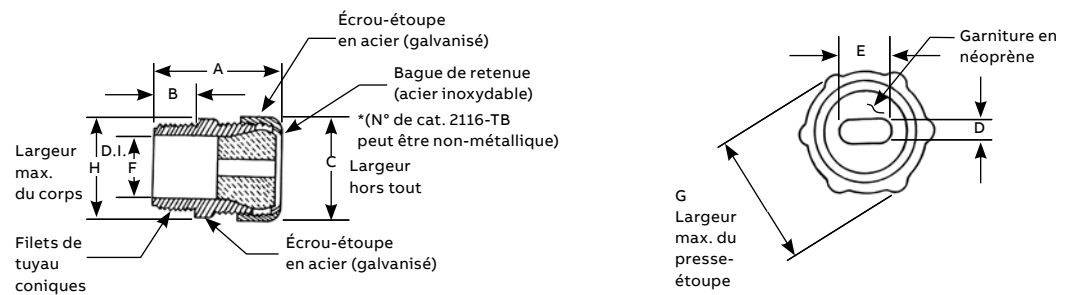 Écrou-étoupe
en acier (galvanisé)
A
B
Bague de retenue
(acier inoxydable)
*(N° de cat. 2116-TB
peut être non-métallique)
Largeur
max.
du corps
D.I.
H
F
C
Largeur
hors tout
Filets de
tuyau
coniques
Écrou-étoupe
en acier (galvanisé)
Garniture en
néoprène
E
D
G
Largeur
max. du
presse-
étoupe